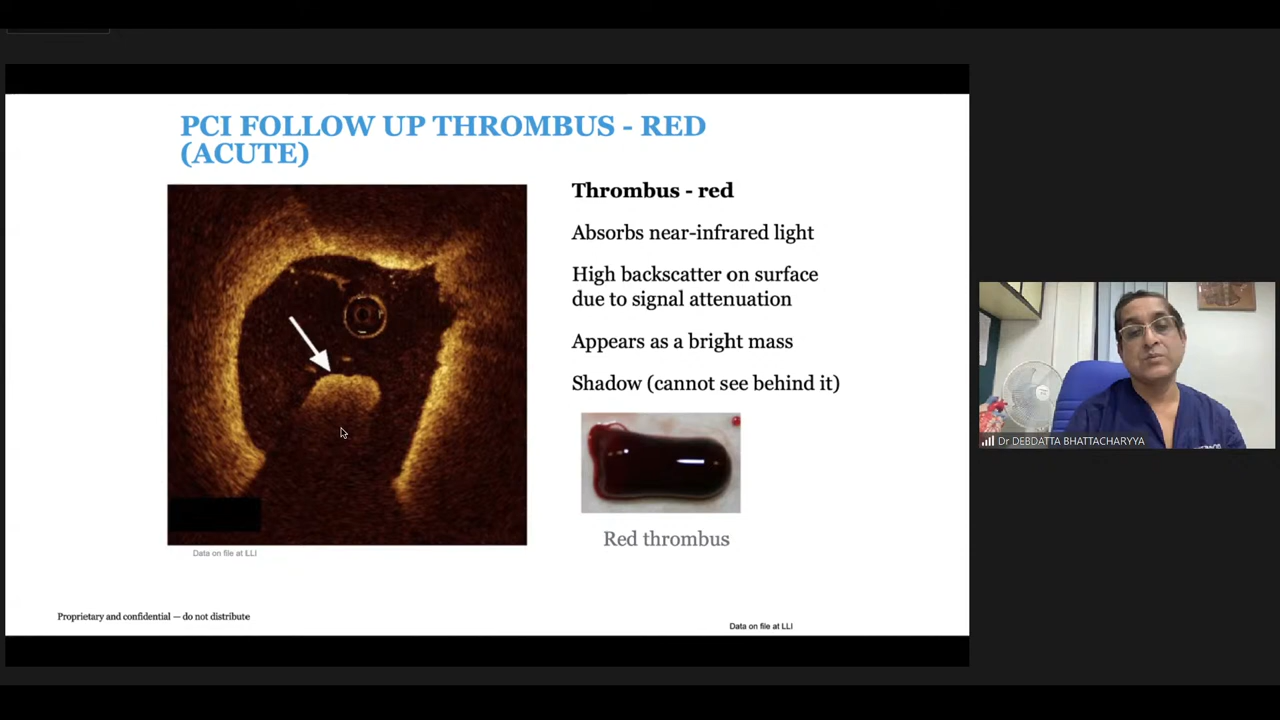 PCI FOLLOW UP THROMBUS - RED
(ACUTE)
Thrombus - red
Absorbs near-infrared light
High backscatter on surface
due to signal attenuation
Appears as a bright mass
Shadow (cannot see behind it)
Red thrombus
Data on file at LLI
Proprietary and confidential — do not distribute
Data on file at LLI
Dr DEBDATTA BHATTACHARYYA